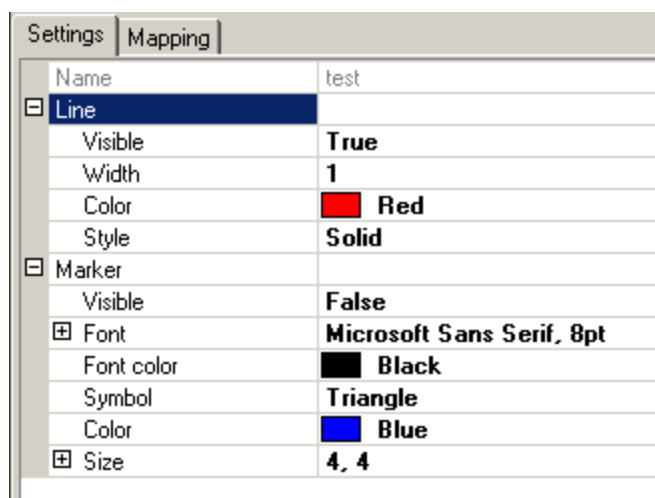 Settings Mapping
Name test
Line
Visible True
Width 1
Color Red
Style Solid
Marker
Visible False
Font Microsoft Sans Serif, 8pt
Font color Black
Symbol Triangle
Color Blue
Size 4, 4